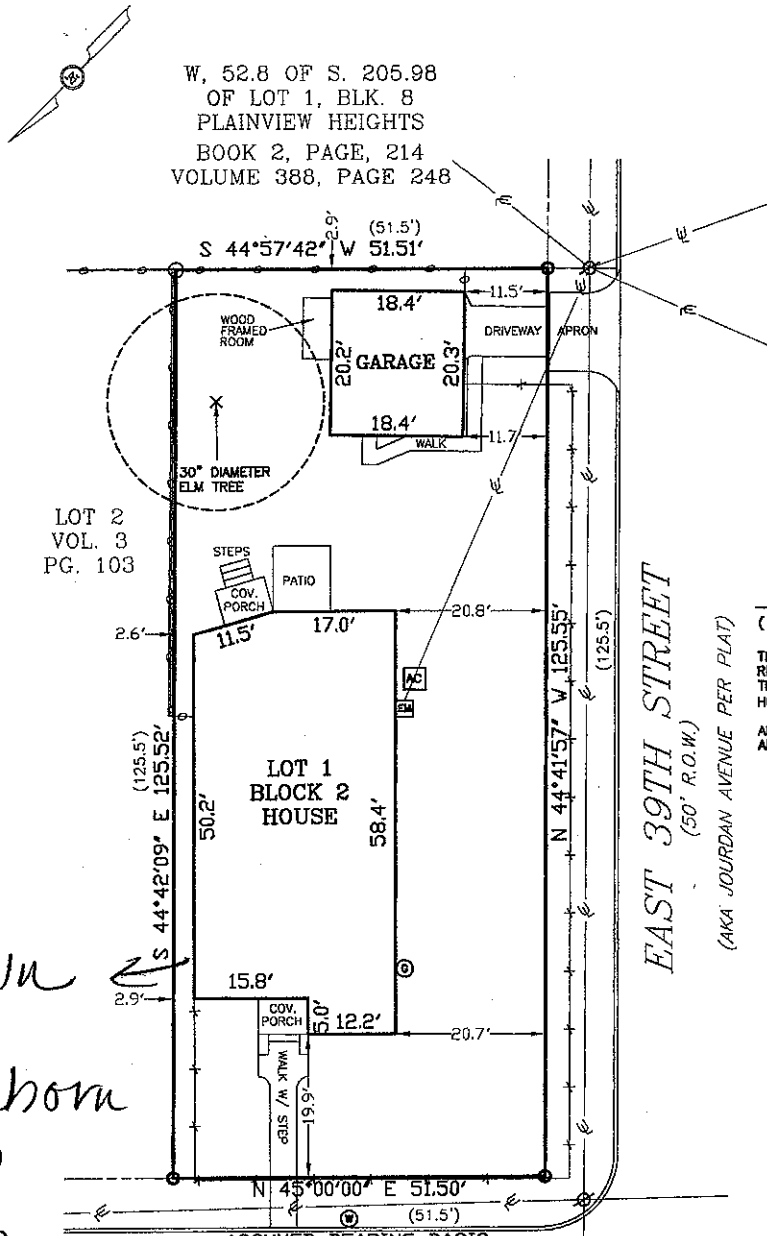 W, 52.8 OF S. 205.98
OF LOT 1, BLK. 8
PLAINVIEW HEIGHTS
BOOK 2, PAGE, 214
VOLUME 388, PAGE 248
2.9'
(51.5')
S 44°57'42" W 51.51'
18.4'
11.5'
WOOD
FRAMED
ROOM
DRIVEWAY
APRON
20.2'
GARAGE
20.3'
18.4'
11.7
WALK
30" DIAMETER
ELM TREE
LOT 2
VOL. 3
PG. 103
STEPS
COV.
PORCH
PATIO
11.5'
17.0'
20.8'
2.6'
AC
N 44°41'57" W 125.55'
(125.5')
EAST 39TH STREET
(50' R.O.W.)
(AKA JOURDAN AVENUE PER PLAT)
(125.5')
S 44°42'09" E 125.52'
LOT 1
BLOCK 2
HOUSE
50.2'
58.4'
15.8'
G
2.9'
COV.
PORCH
5.0'
12.2'
20.7'
WALK W/ STEP
19.9'
born
N 45°00'00" E 51.50'
W
(51.5')